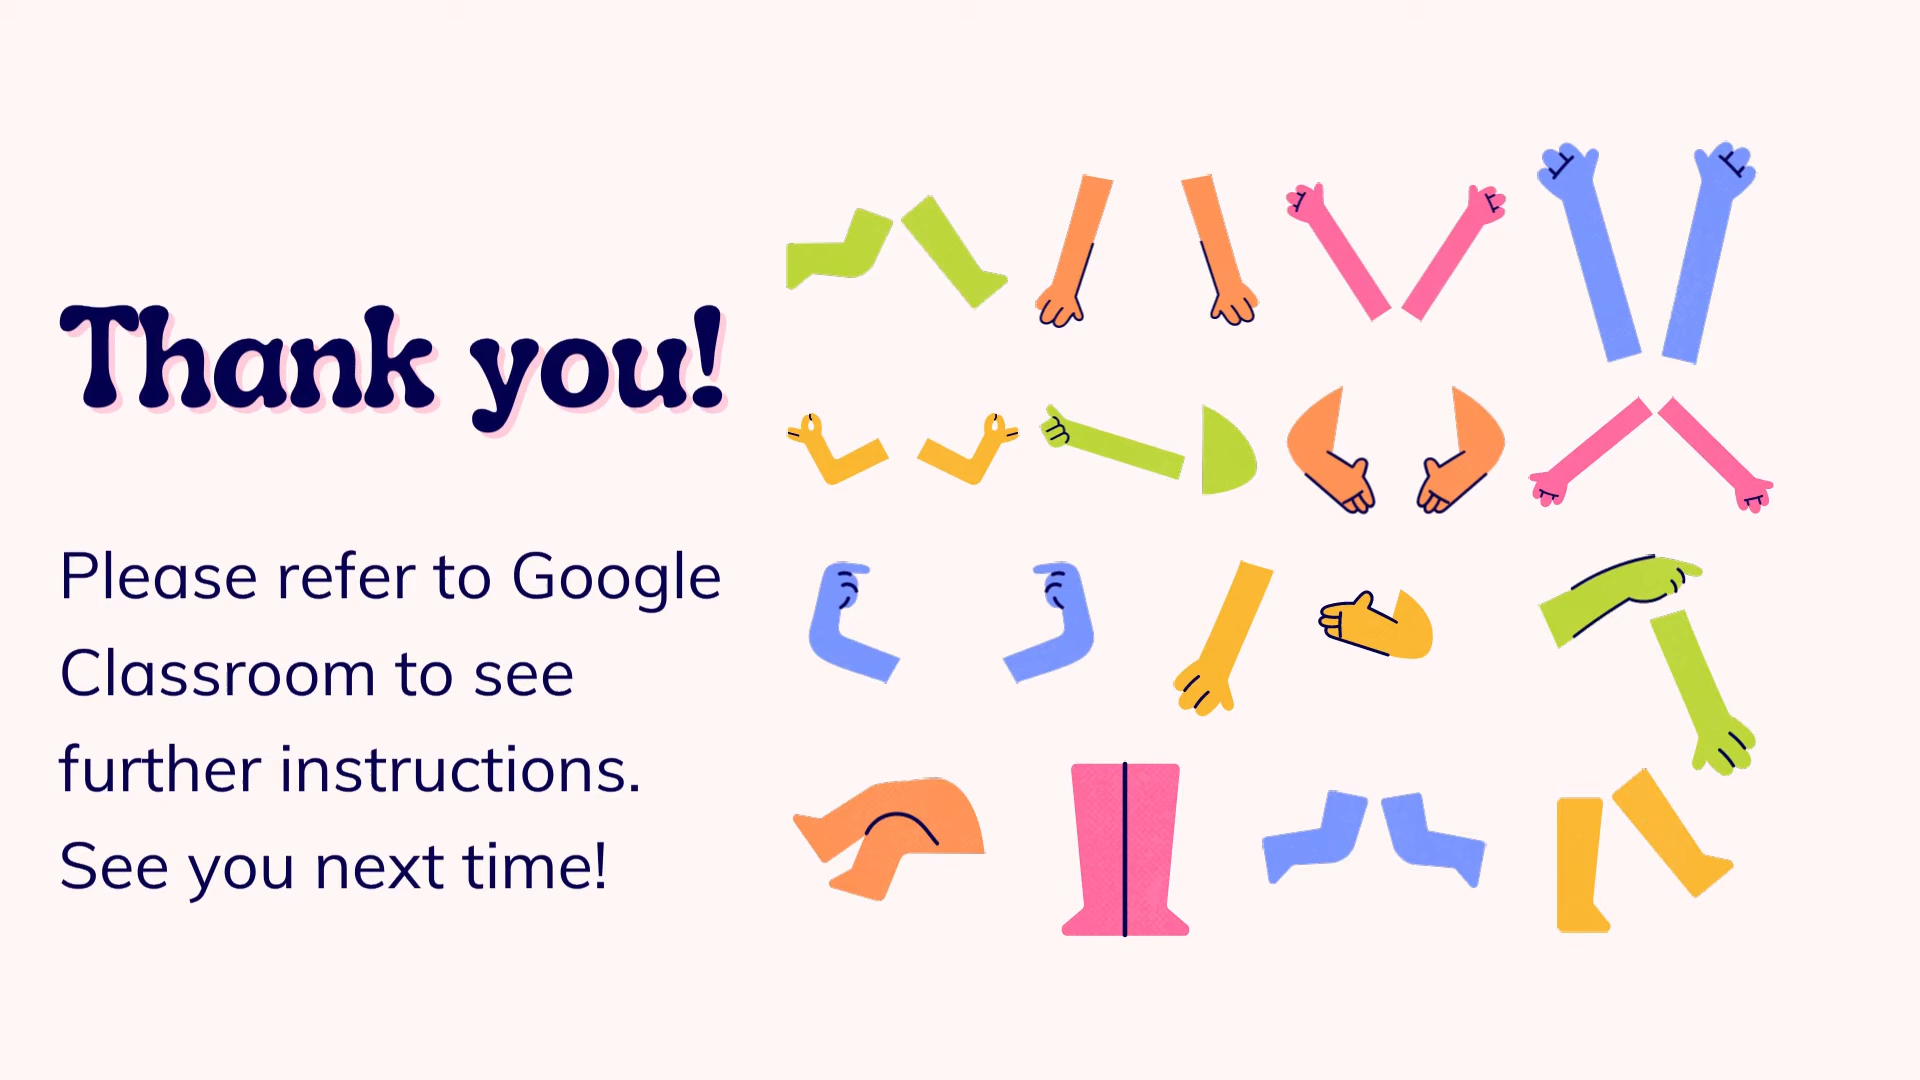 Thank you!
Please refer to Google
Classroom to see
further instructions.
See you next time!